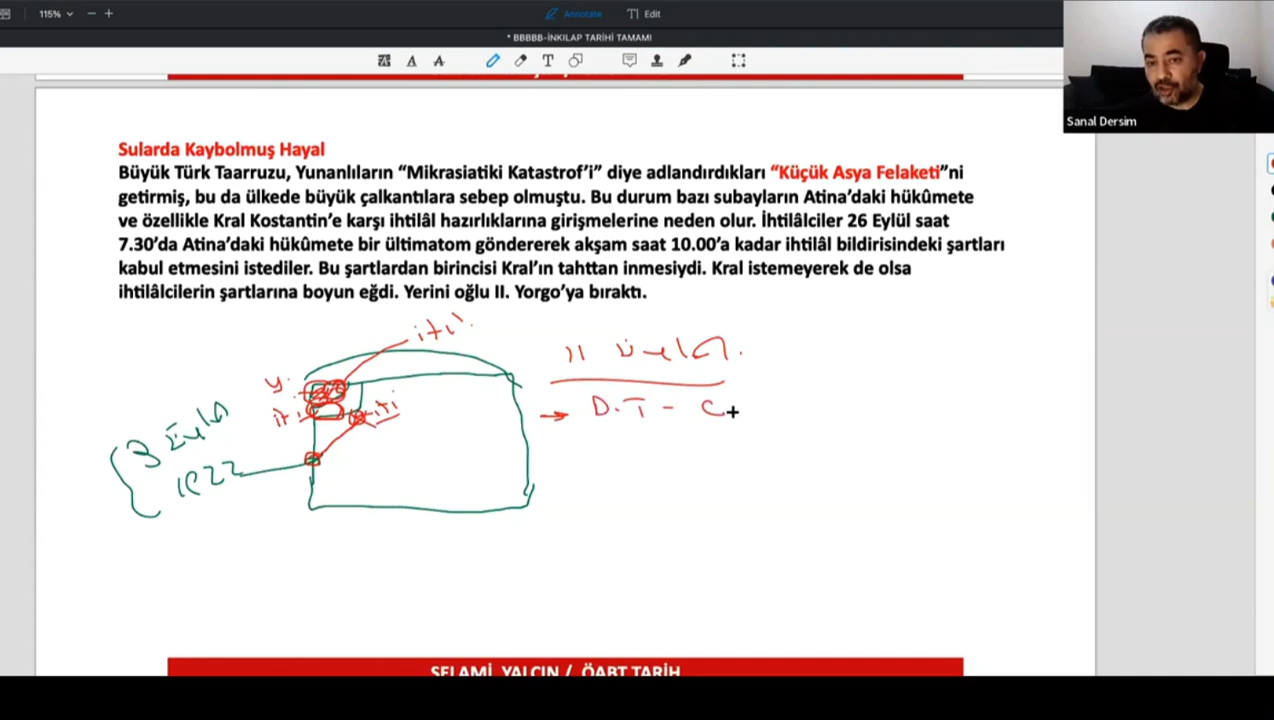 115%
Annotate
Edit
* BBBBB-İNKILAP TARİHİ TAMAMI
Sanal Dersim
Sularda Kaybolmuş Hayal
Büyük Türk Taarruzu, Yunanlıların “Mikrasiatiki Katastrof’i” diye adlandırdıkları “Küçük Asya Felaketi”ni
getirmiş, bu da ülkede büyük çalkantılara sebep olmuştu. Bu durum bazı subayların Atina’daki hükûmete
ve özellikle Kral Kostantin’e karşı ihtilâl hazırlıklarına girişmelerine neden olur. İhtilâlciler 26 Eylül saat
7.30’da Atina’daki hükûmete bir ültimatom göndererek akşam saat 10.00’a kadar ihtilâl bildirisindeki şartları
kabul etmesini istediler. Bu şartlardan birincisi Kral’ın tahttan inmesiydi. Kral istemeyerek de olsa
ihtilâlcilerin şartlarına boyun eğdi. Yerini oğlu II. Yorgo’ya bıraktı.
iti
y.
iti
iti
1922
D.T - C
SELAMİ YALÇIN / ÖABT TARİH